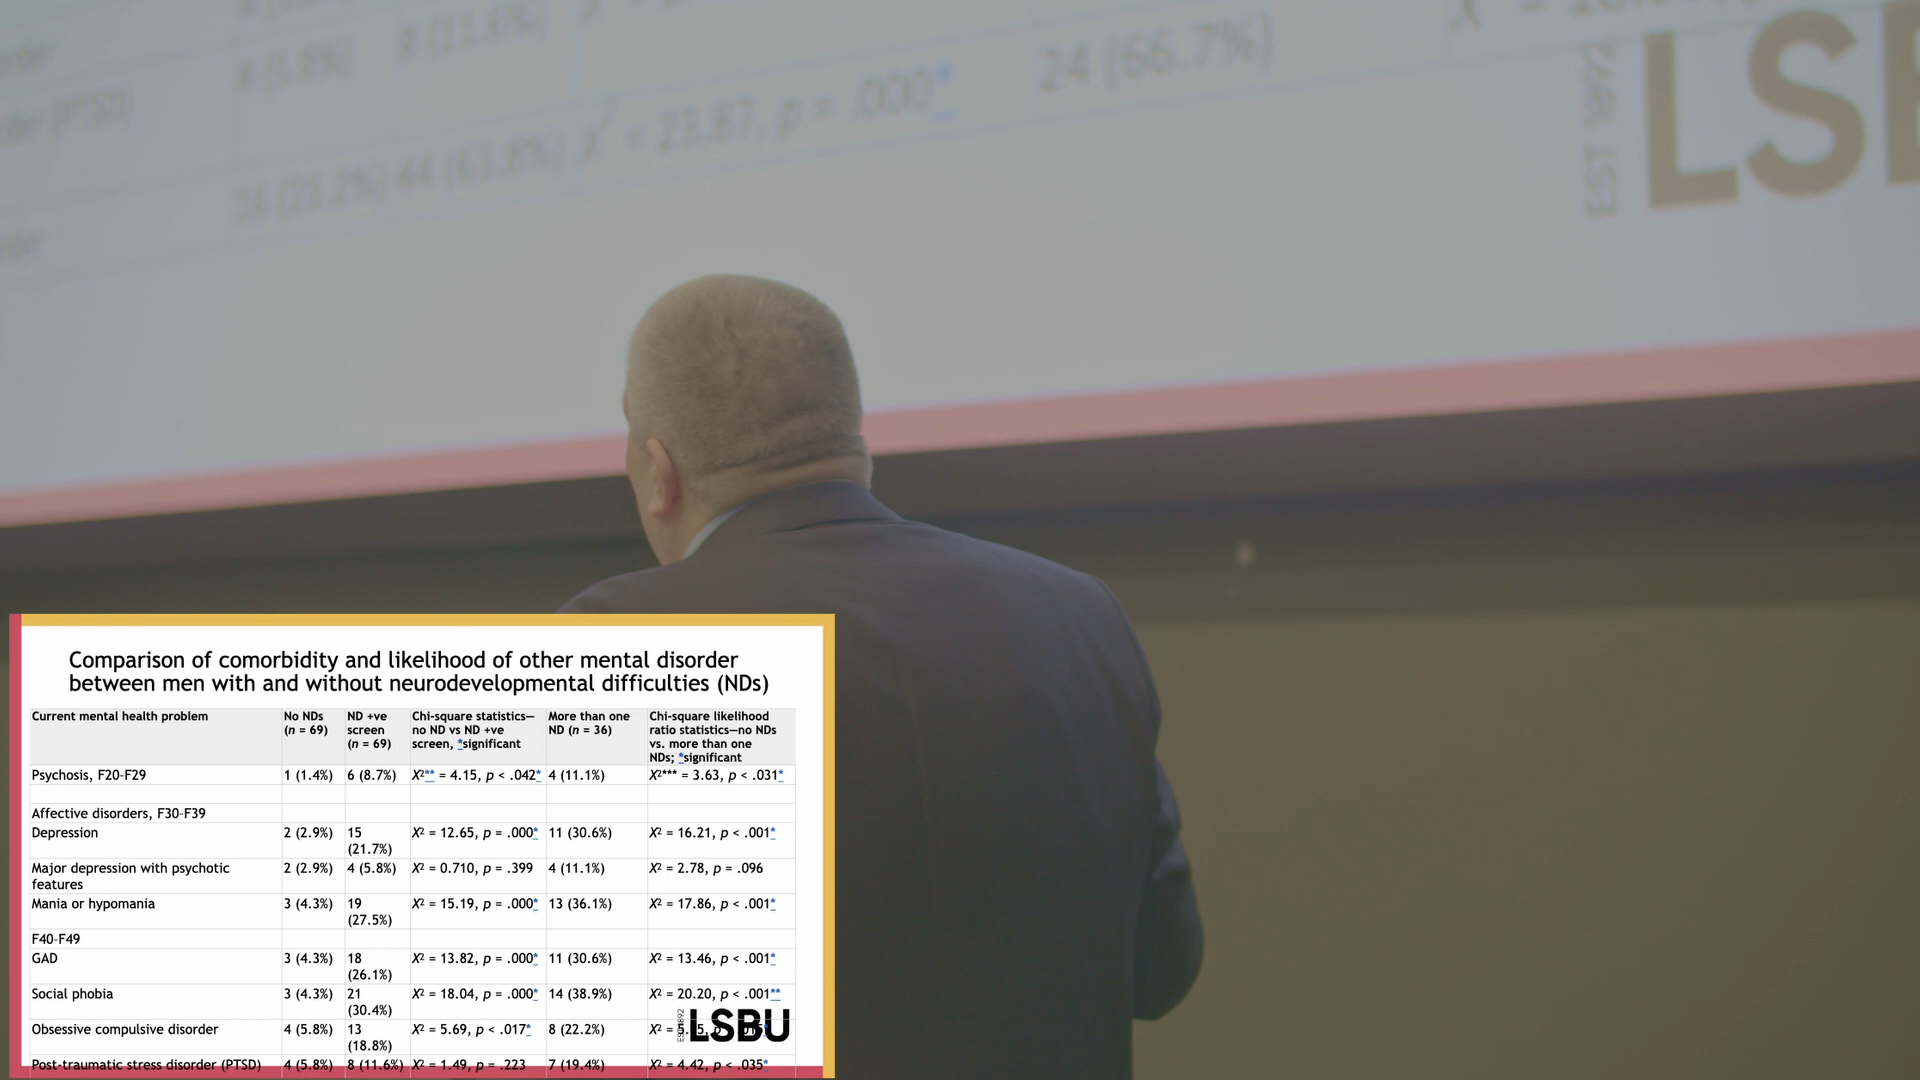 order
4 (5.8%)
8 (11.6%)
order (PTSD)
16 (21.2%) 44 (63.8%) X² = 23.87, p = .000*
24 (66.7%)
order
EST 1892
LSB
Comparison of comorbidity and likelihood of other mental disorder
between men with and without neurodevelopmental difficulties (NDs)
Current mental health problem
No NDs
(n = 69)
ND +ve
screen
(n = 69)
Chi-square statistics—
no ND vs ND +ve
screen, *significant
More than one
ND (n = 36)
Chi-square likelihood
ratio statistics—no NDs
vs. more than one
NDs; *significant
Psychosis, F20-F29 1 (1.4%) 6 (8.7%) X²** = 4.15, p < .042* 4 (11.1%) X²*** = 3.63, p < .031*
Affective disorders, F30-F39
Depression 2 (2.9%) 15 (21.7%) X² = 12.65, p = .000* 11 (30.6%) X² = 16.21, p < .001*
Major depression with psychotic features 2 (2.9%) 4 (5.8%) X² = 0.710, p = .399 4 (11.1%) X² = 2.78, p = .096
Mania or hypomania 3 (4.3%) 19 (27.5%) X² = 15.19, p = .000* 13 (36.1%) X² = 17.86, p < .001*
F40-F49
GAD 3 (4.3%) 18 (26.1%) X² = 13.82, p = .000* 11 (30.6%) X² = 13.46, p < .001*
Social phobia 3 (4.3%) 21 (30.4%) X² = 18.04, p = .000* 14 (38.9%) X² = 20.20, p < .001**
Obsessive compulsive disorder 4 (5.8%) 13 (18.8%) X² = 5.69, p < .017* 8 (22.2%) X² =
LSBU
Post-traumatic stress disorder (PTSD) 4 (5.8%) 8 (11.6%) X² = 1.49, p = .223 7 (19.4%) X² = 4.42, p < .035*